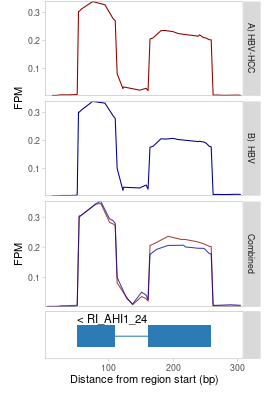 0.3
0.2
0.1
FPM
A) HBV-HCC
0.3
0.2
0.1
FPM
B) HBV
0.3
0.2
0.1
FPM
Combined
< RI_AHI1_24
0 100 200 300
Distance from region start (bp)